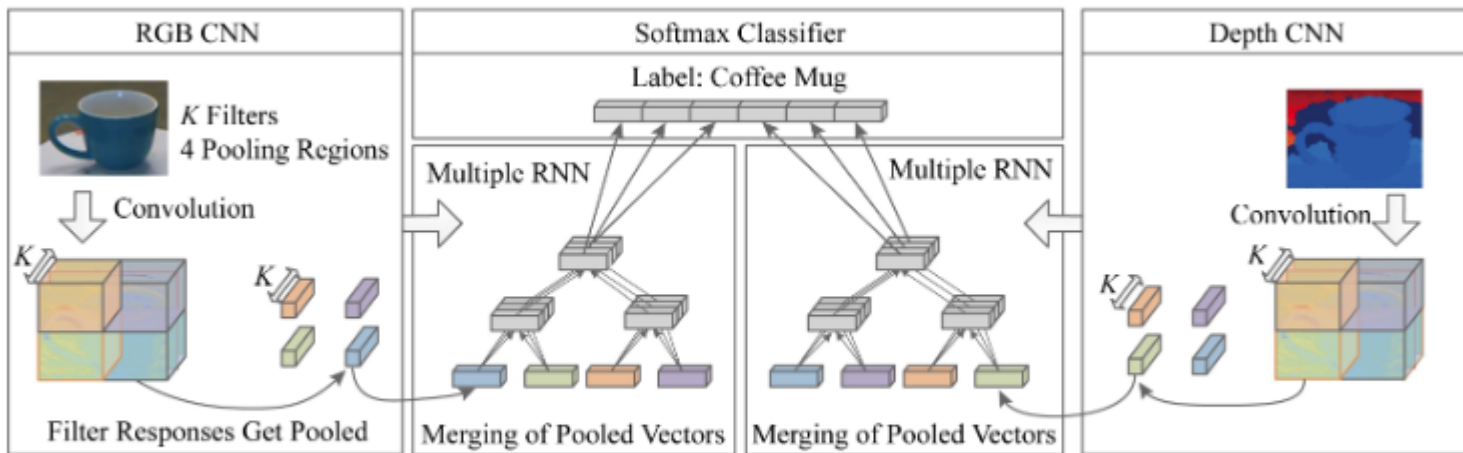 RGB CNN
K Filters
4 Pooling Regions
Convolution
K
K
Filter Responses Get Pooled
Softmax Classifier
Label: Coffee Mug
Multiple RNN
Merging of Pooled Vectors
Multiple RNN
Merging of Pooled Vectors
Depth CNN
Convolution
K
K